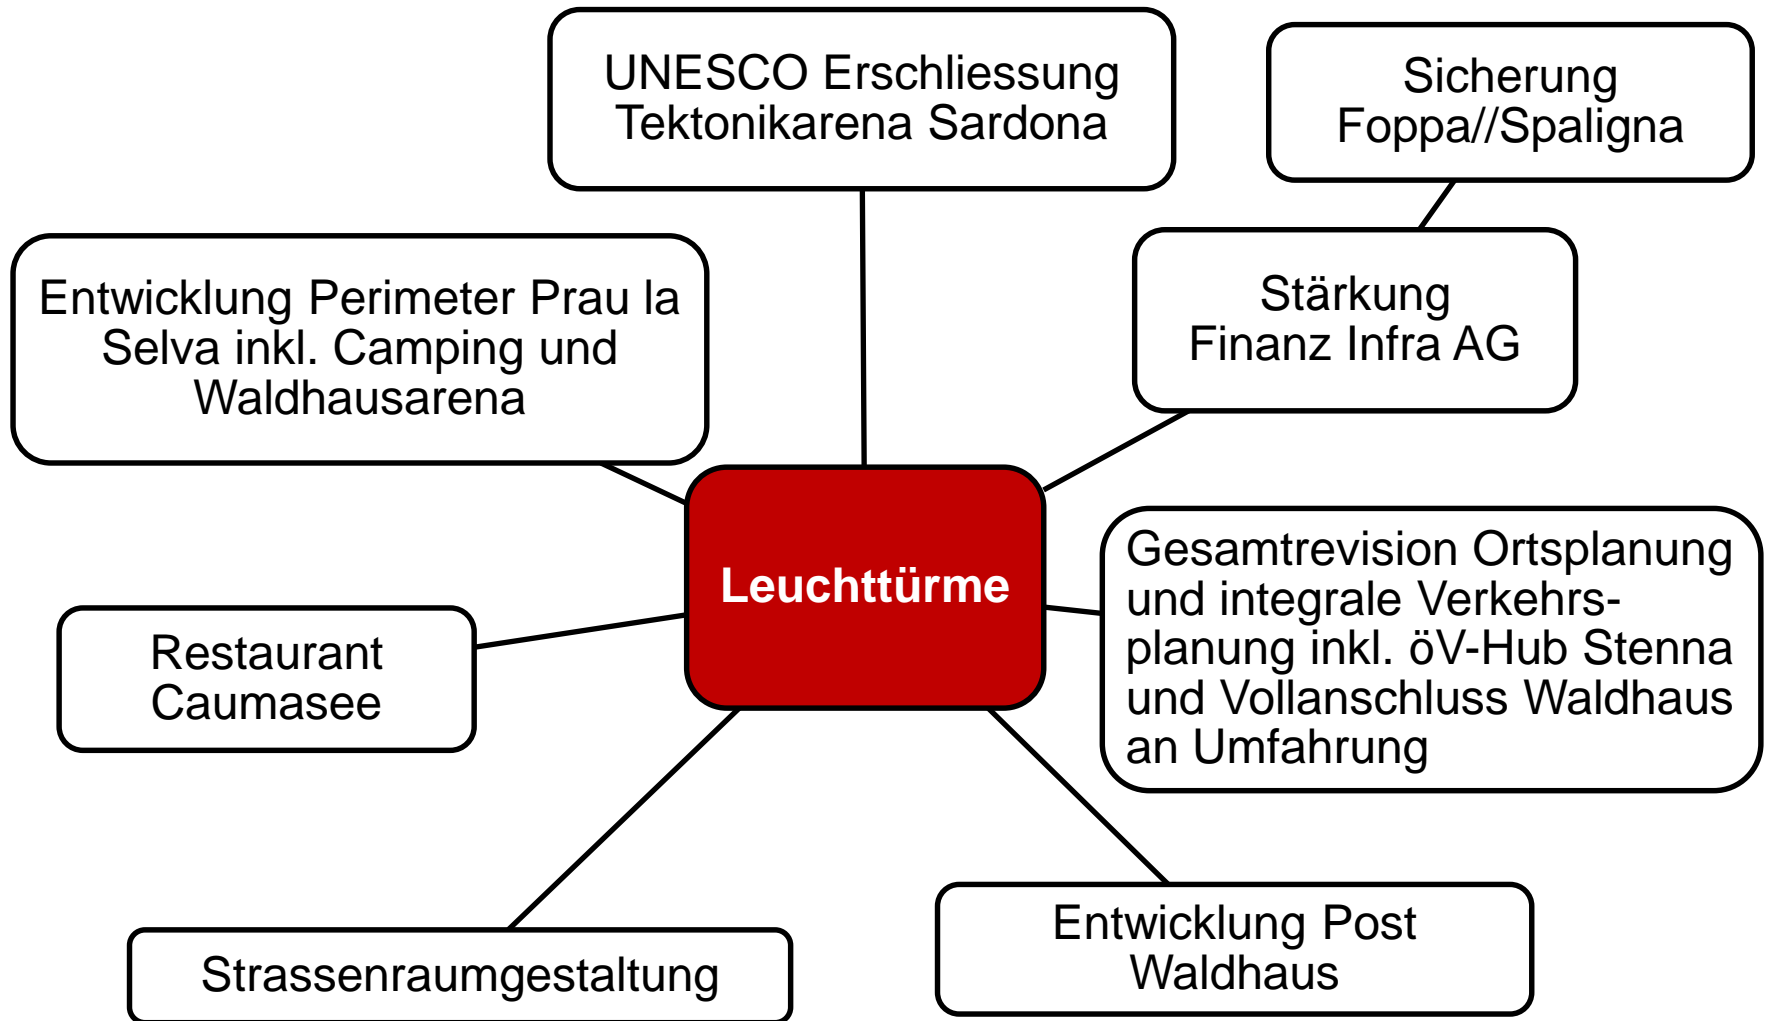 UNESCO Erschliessung
Tektonikarena Sardona
Sicherung
Foppa//Spaligna
Entwicklung Perimeter Prau la
Selva inkl. Camping und
Waldhausarena
Stärkung
Finanz Infra AG
Leuchttürme
Gesamtrevision Ortsplanung
und integrale Verkehrs-
planung inkl. öV-Hub Stenna
und Vollanschluss Waldhaus
an Umfahrung
Restaurant
Caumasee
Strassenraumgestaltung
Entwicklung Post
Waldhaus